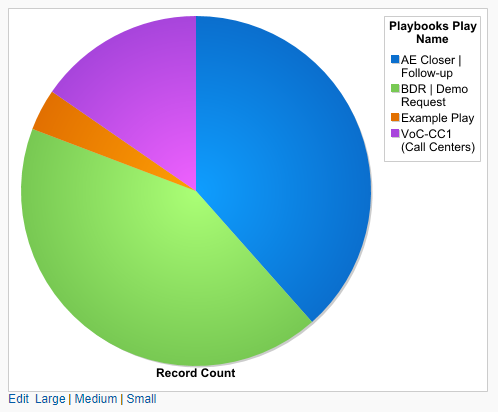 Playbooks Play
Name
AE Closer |
Follow-up
BDR | Demo
Request
Example Play
VoC-CC1
(Call Centers)
Record Count
Edit Large | Medium | Small